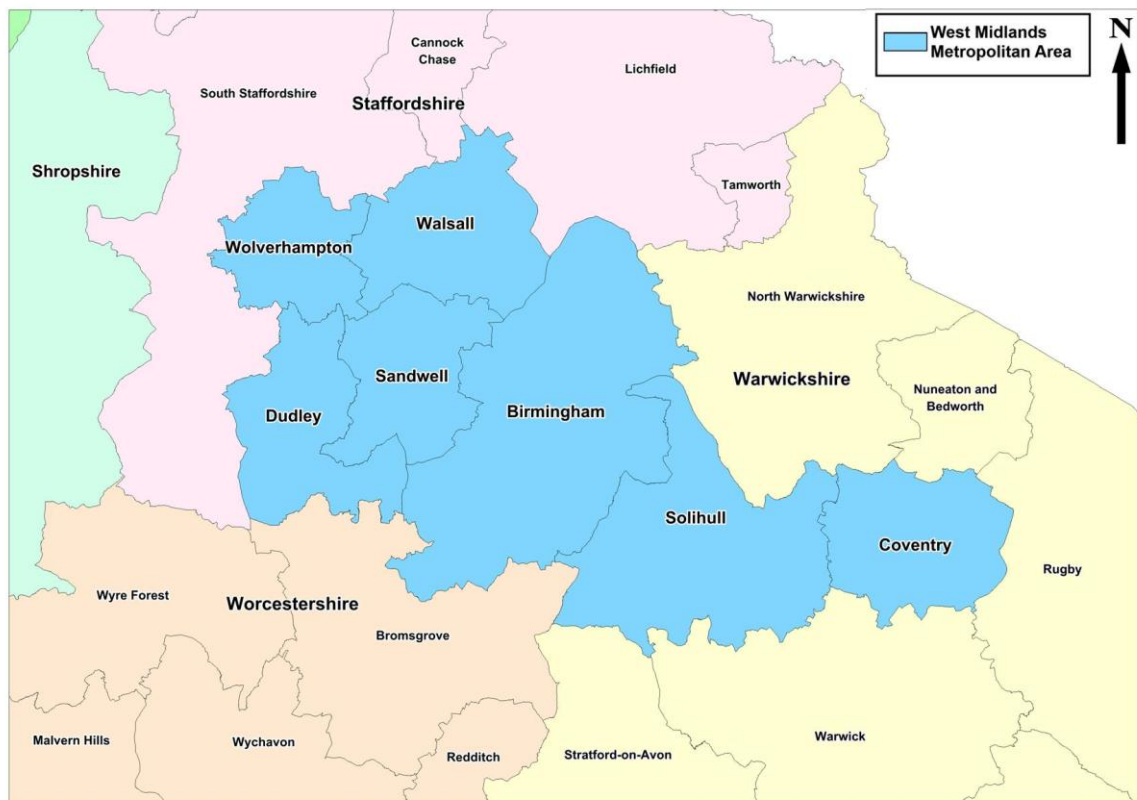 West Midlands
Metropolitan Area
N
Cannock
Chase
Lichfield
South Staffordshire
Staffordshire
Shropshire
Tamworth
Walsall
Wolverhampton
North Warwickshire
Sandwell
Warwickshire
Nuneaton and
Bedworth
Dudley
Birmingham
Solihull
Coventry
Rugby
Wyre Forest
Worcestershire
Bromsgrove
Malvern Hills
Wychavon
Redditch
Stratford-on-Avon
Warwick